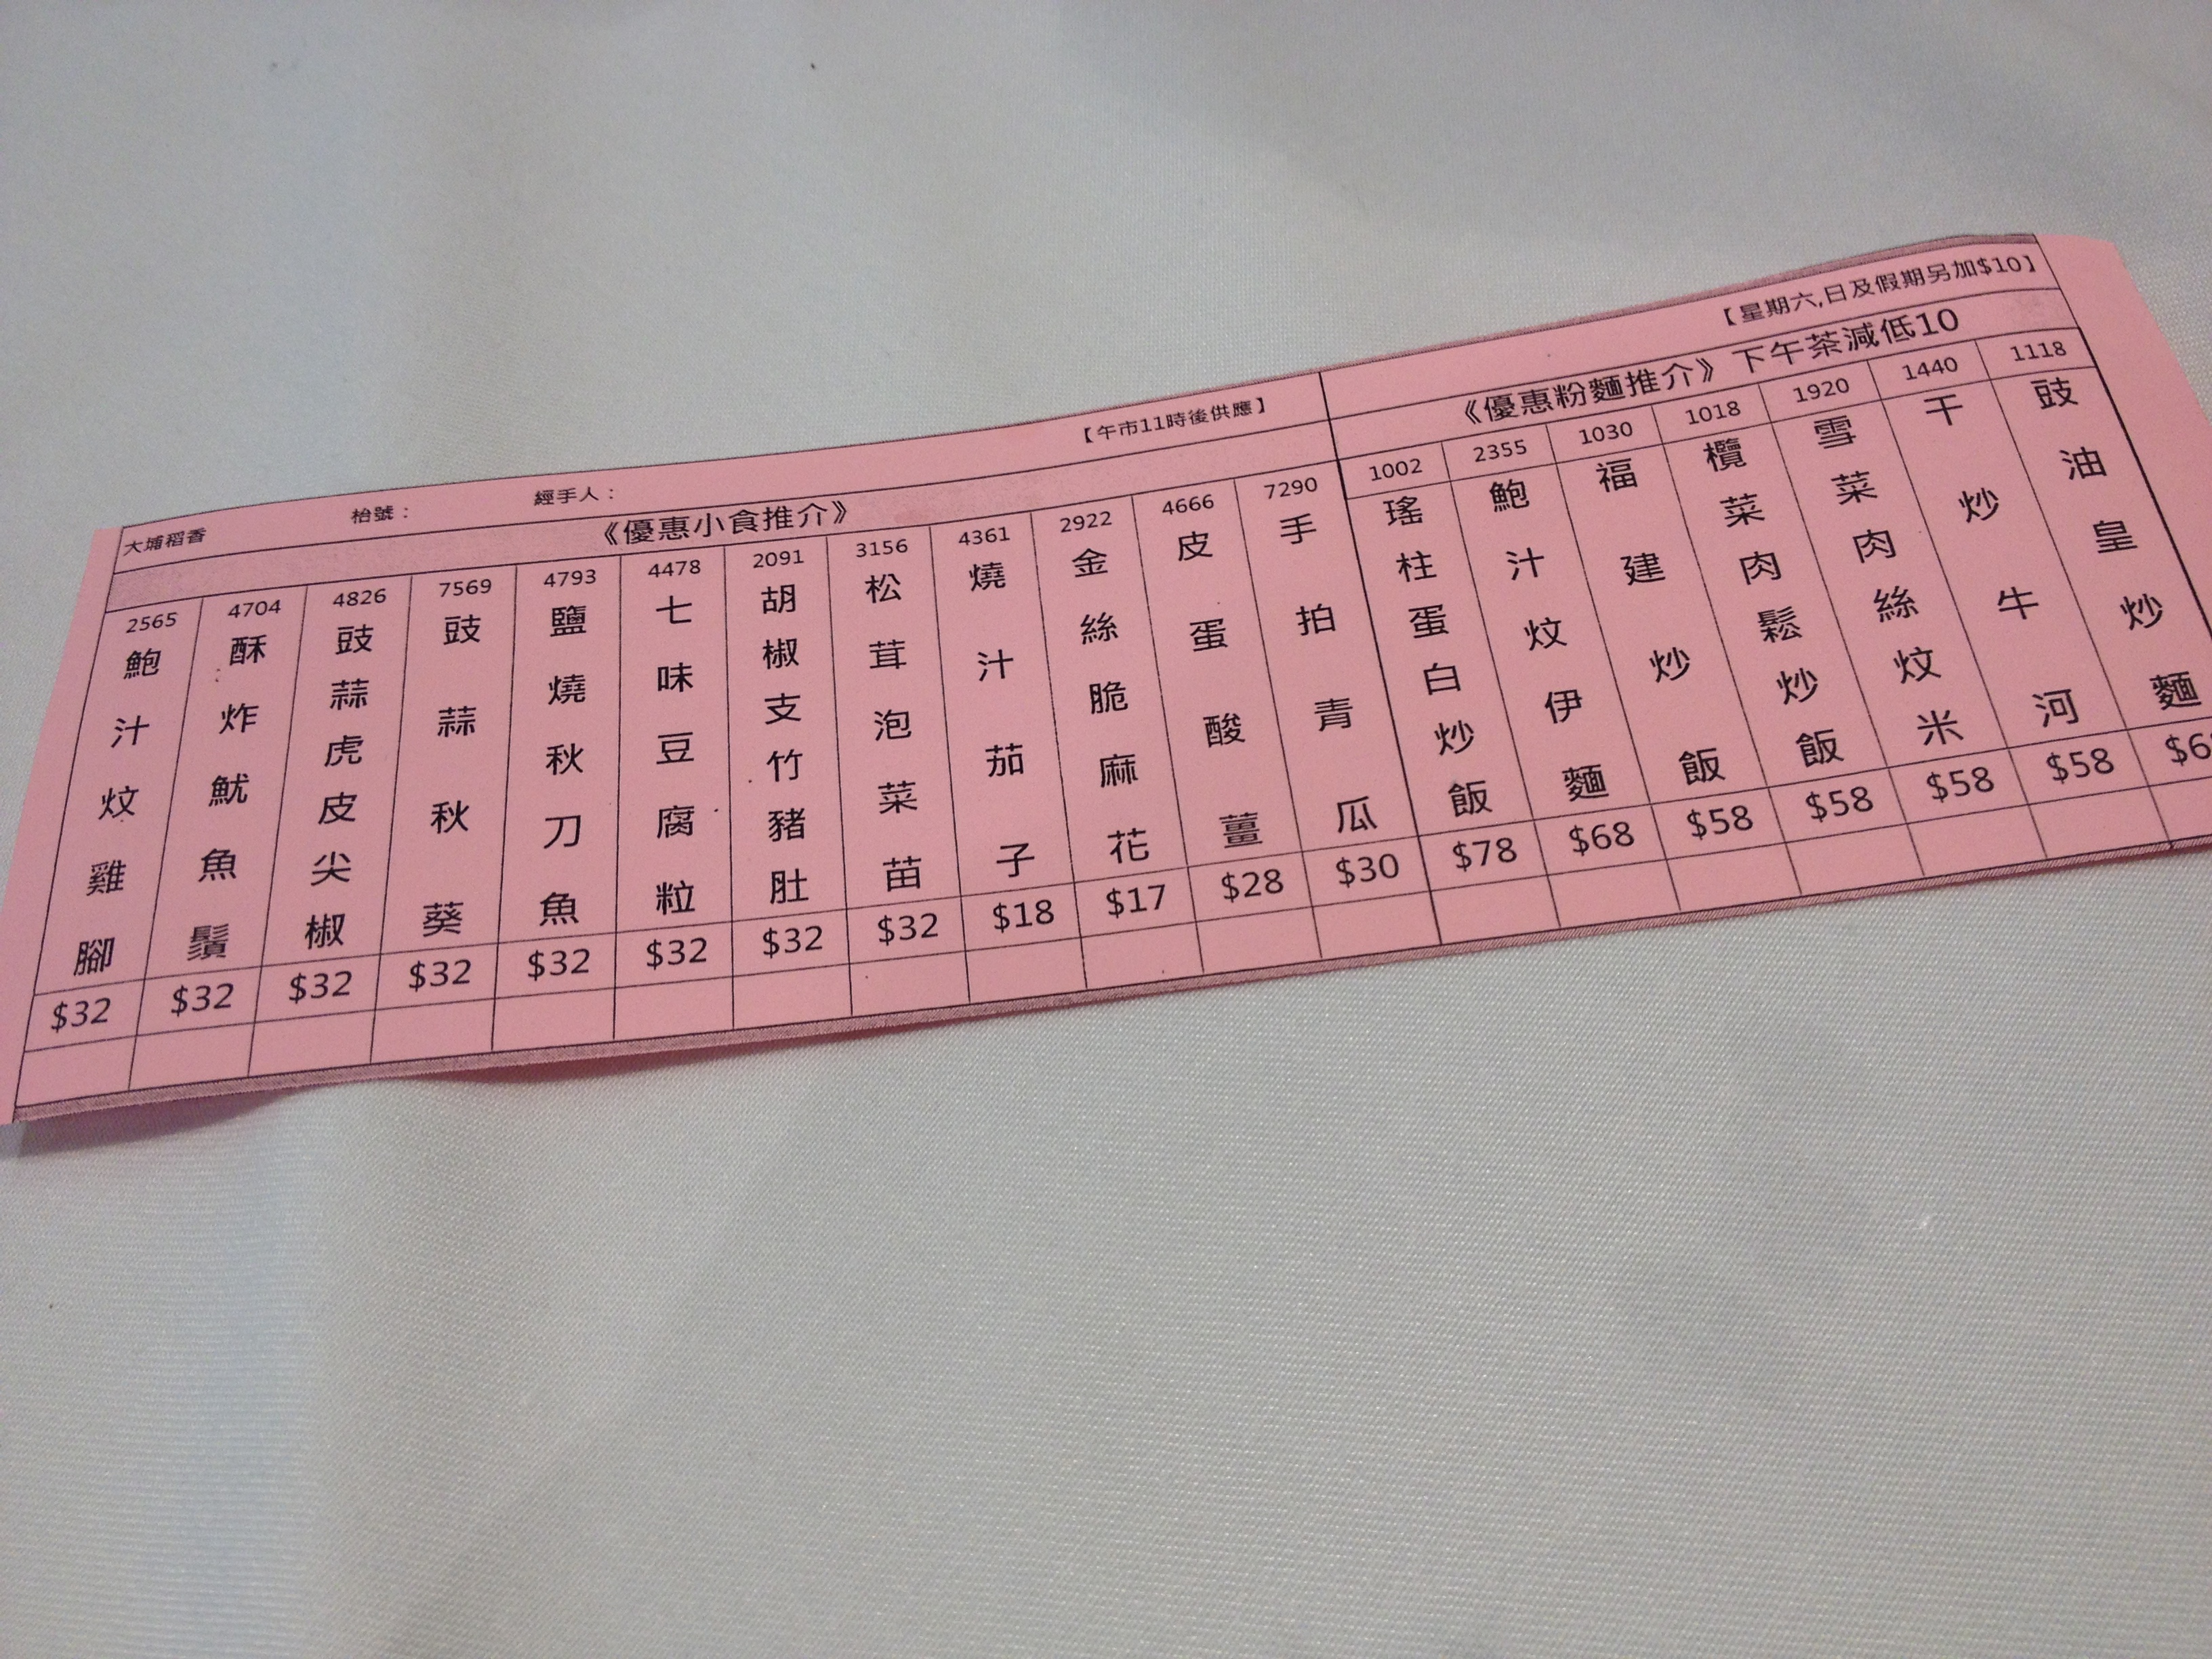 大埔稻香 枱號： 經手人： 【午市11時後供應】 【星期六,日及假期另加$10】
《優惠小食推介》
2565 鮑汁炆雞腳 $32
4704 酥炸魷魚鬚 $32
4826 豉蒜虎皮尖椒 $32
7569 豉蒜秋葵 $32
4793 鹽燒秋刀魚 $32
4478 七味豆腐粒 $32
2091 胡椒支竹豬肚 $32
3156 松茸泡菜苗 $32
4361 燒汁茄子 $18
2922 金絲脆麻花 $17
4666 皮蛋酸薑 $28
7290 手拍青瓜 $30
《優惠粉麵推介》下午茶減低10
1002 瑤柱蛋白炒飯 $78
2355 鮑汁炆伊麵 $68
1030 福建炒飯 $58
1018 欖菜肉鬆炒飯 $58
1920 雪菜肉絲炆米 $58
1440 干炒牛河 $58
1118 豉油皇炒麵